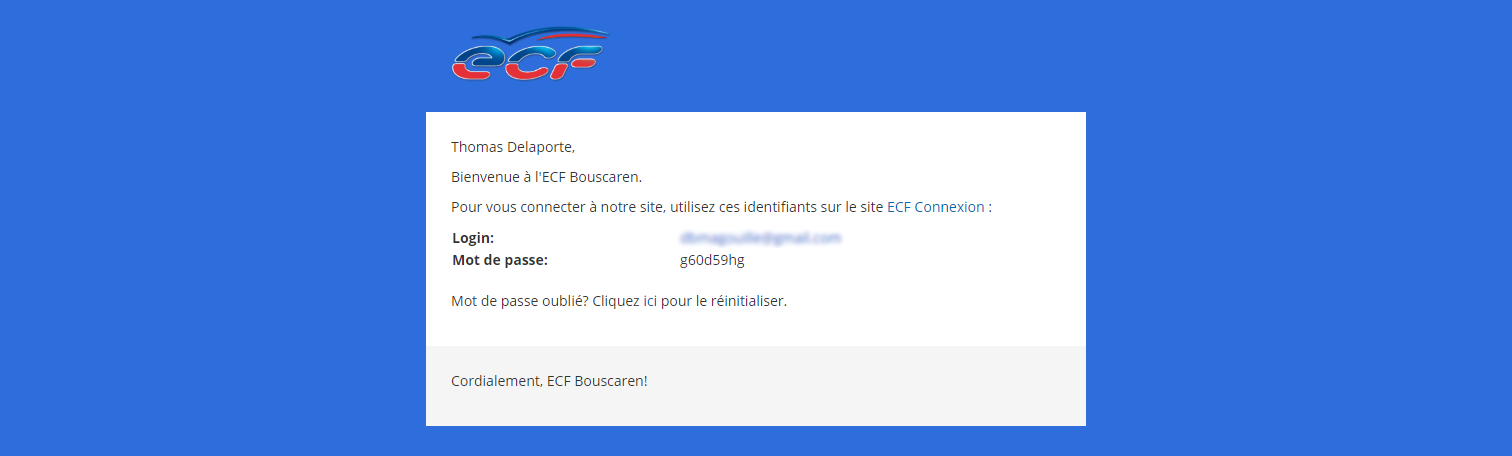 ecf
Thomas Delaporte,
Bienvenue à l'ECF Bouscaren.
Pour vous connecter à notre site, utilisez ces identifiants sur le site ECF Connexion :
Login:
Mot de passe: g60d59hg
Mot de passe oublié? Cliquez ici pour le réinitialiser.
Cordialement, ECF Bouscaren!